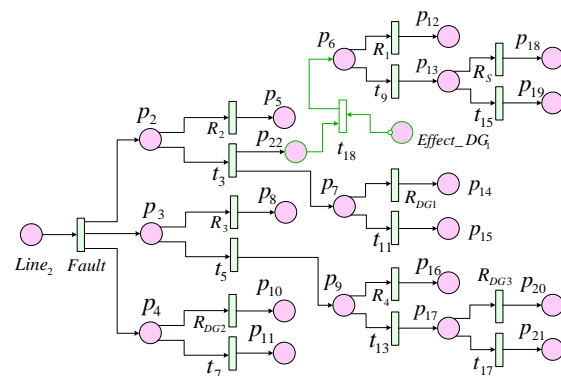 p12
p6
R1
p18
p13
RS
t9
p19
t15
p2
p5
R2
p22
Effect_DG1
t18
t3
p7
p14
RDG1
p3
p8
R3
t11
p15
Line2
Fault
t5
p9
p16
RDG3
p20
p4
p10
R4
p17
RDG2
t13
p11
p21
t7
t17